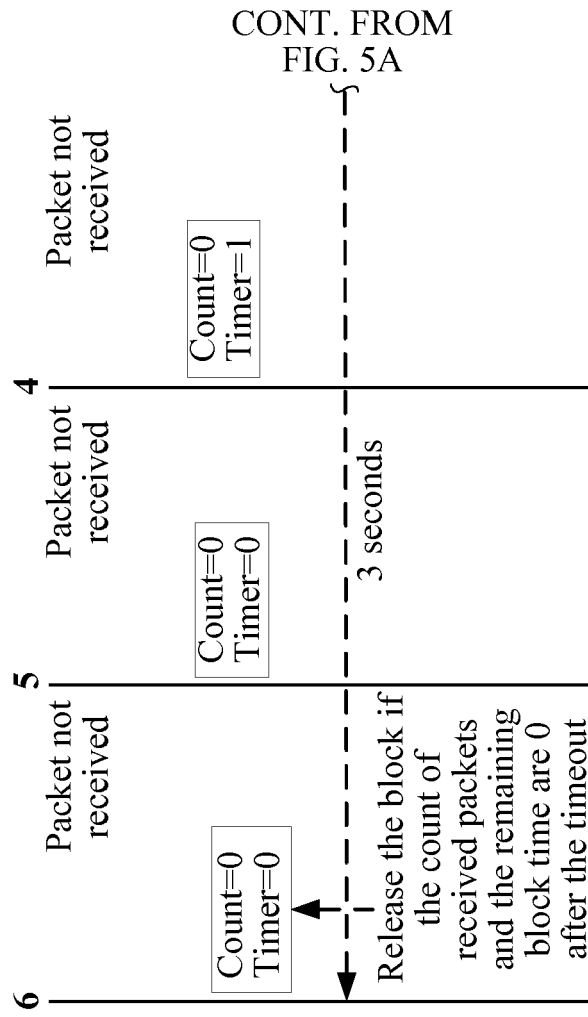 CONT. FROM
FIG. 5A
4
Packet not
received
Count=0
Timer=1
5
Packet not
received
Count=0
Timer=0
3 seconds
6
Packet not
received
Count=0
Timer=0
Release the block if
the count of
received packets
and the remaining
block time are 0
after the timeout